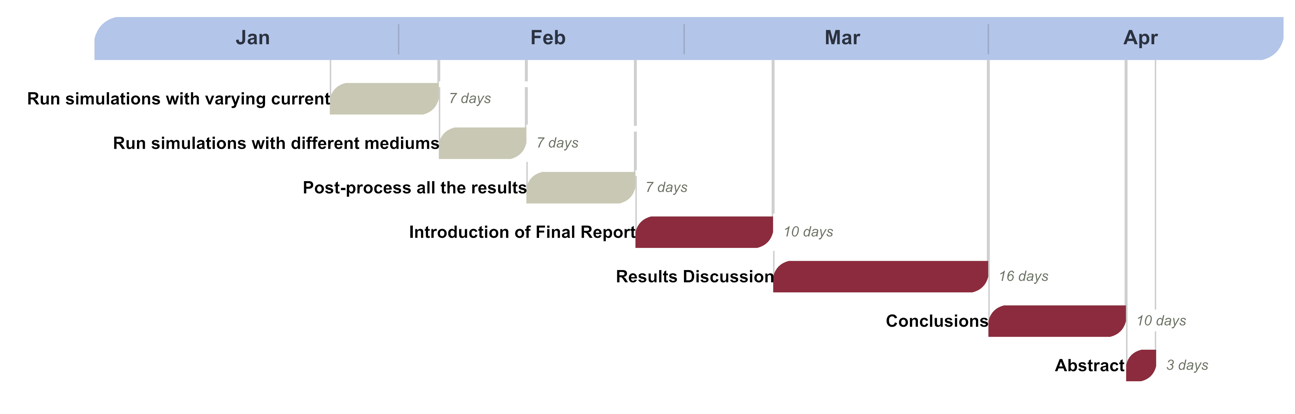 Jan Feb Mar Apr
Run simulations with varying current 7 days
Run simulations with different mediums 7 days
Post-process all the results 7 days
Introduction of Final Report 10 days
Results Discussion 16 days
Conclusions 10 days
Abstract 3 days